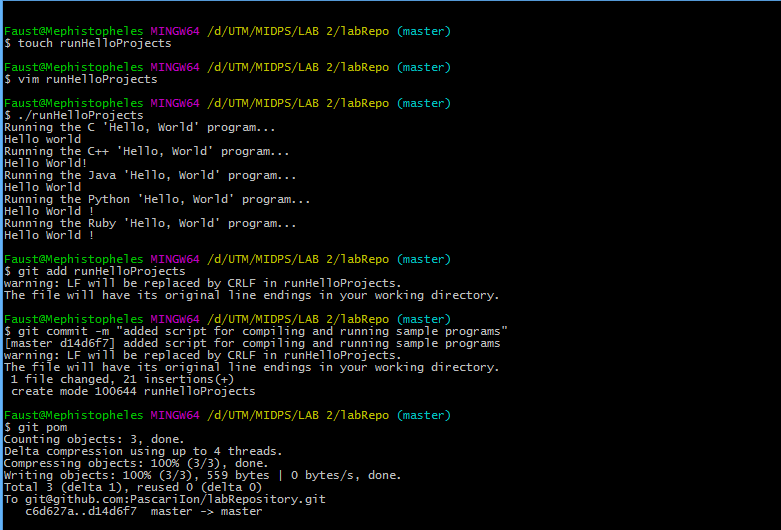 Faust@Mephistopheles MINGW64 /d/UTM/MIDPS/LAB 2/labRepo (master)
$ touch runHelloProjects
Faust@Mephistopheles MINGW64 /d/UTM/MIDPS/LAB 2/labRepo (master)
$ vim runHelloProjects
Faust@Mephistopheles MINGW64 /d/UTM/MIDPS/LAB 2/labRepo (master)
$ ./runHelloProjects
Running the C 'Hello, World' program...
Hello world
Running the C++ 'Hello, World' program...
Hello World!
Running the Java 'Hello, World' program...
Hello World
Running the Python 'Hello, World' program...
Hello World !
Running the Ruby 'Hello, World' program...
Hello World !
Faust@Mephistopheles MINGW64 /d/UTM/MIDPS/LAB 2/labRepo (master)
$ git add runHelloProjects
warning: LF will be replaced by CRLF in runHelloProjects.
The file will have its original line endings in your working directory.
Faust@Mephistopheles MINGW64 /d/UTM/MIDPS/LAB 2/labRepo (master)
$ git commit -m "added script for compiling and running sample programs"
[master d14d6f7] added script for compiling and running sample programs
warning: LF will be replaced by CRLF in runHelloProjects.
The file will have its original line endings in your working directory.
 1 file changed, 21 insertions(+)
 create mode 100644 runHelloProjects
Faust@Mephistopheles MINGW64 /d/UTM/MIDPS/LAB 2/labRepo (master)
$ git pom
Counting objects: 3, done.
Delta compression using up to 4 threads.
Compressing objects: 100% (3/3), done.
Writing objects: 100% (3/3), 559 bytes | 0 bytes/s, done.
Total 3 (delta 1), reused 0 (delta 0)
To git@github.com:PascariIon/labRepository.git
   c6d627a..d14d6f7  master -> master